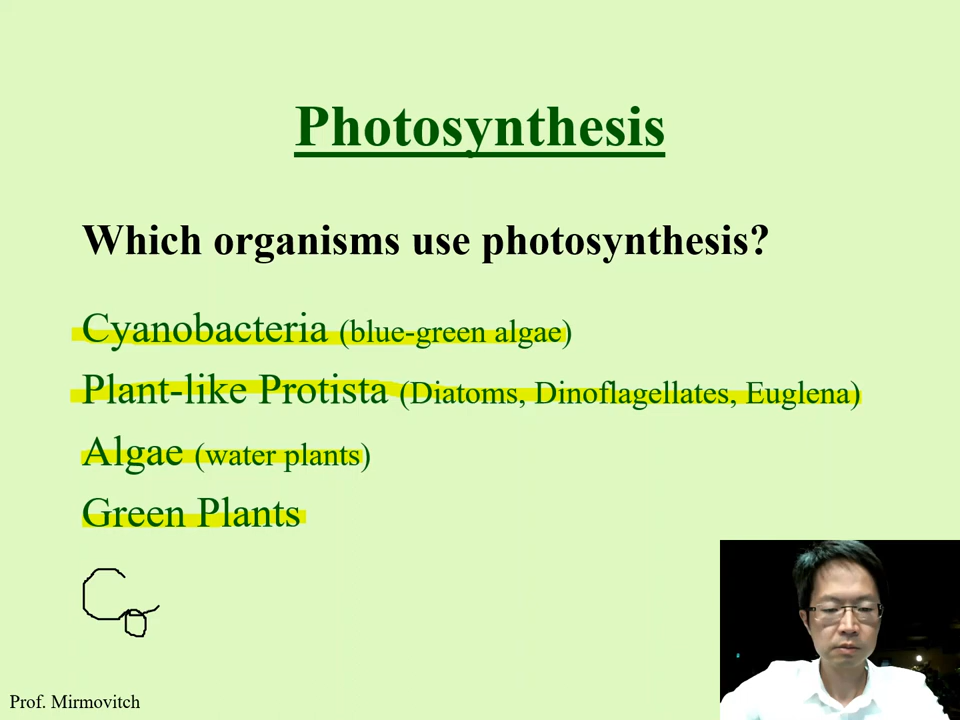 Photosynthesis
Which organisms use photosynthesis?
Cyanobacteria (blue-green algae)
Plant-like Protista (Diatoms, Dinoflagellates, Euglena)
Algae (water plants)
Green Plants
Prof. Mirmovitch